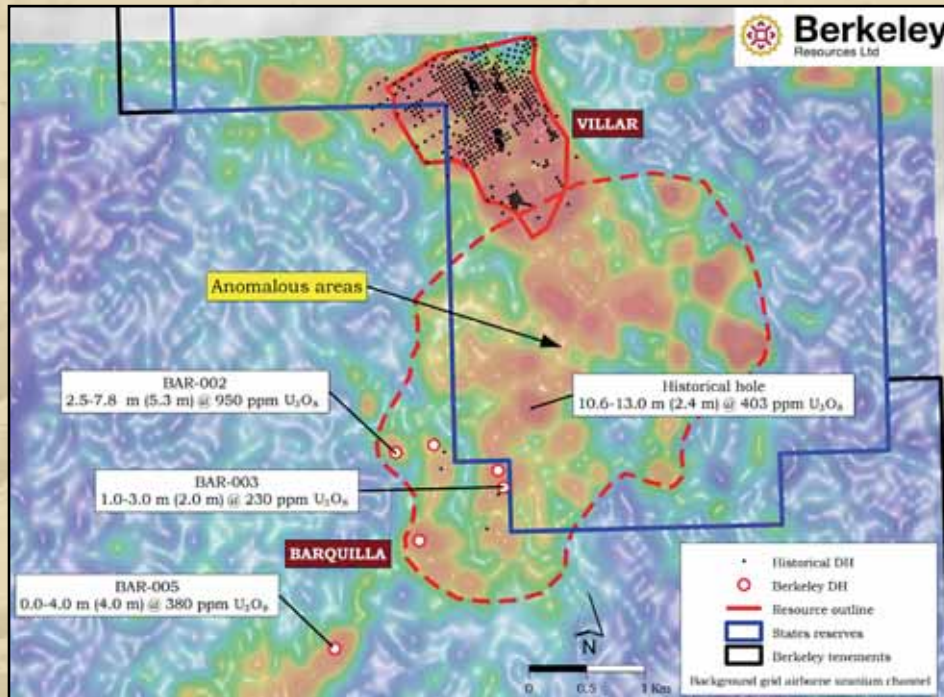 Berkeley
Resources Ltd
VILLAR
Anomalous areas
BAR-002
2.5-7.8 m (5.3 m) @ 950 ppm U₃O₈
Historical hole
10.6-13.0 m (2.4 m) @ 403 ppm U₃O₈
BAR-003
1.0-3.0 m (2.0 m) @ 230 ppm U₃O₈
BARQUILLA
BAR-005
0.0-4.0 m (4.0 m) @ 380 ppm U₃O₈
N
0 0.5 1 Km
Historical DH
Berkeley DH
Resource outline
States reserves
Berkeley tenements
Background grid airborne uranium channel